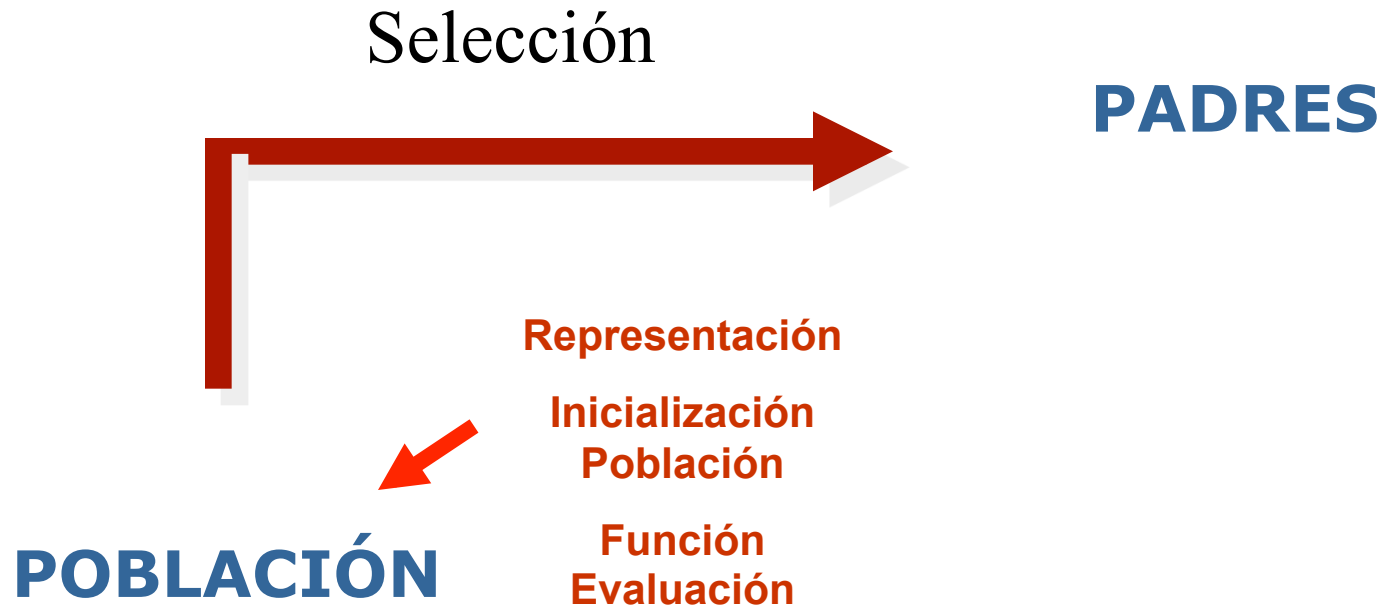 Selección
PADRES
Representación
Inicialización
Población
Función
Evaluación
POBLACIÓN